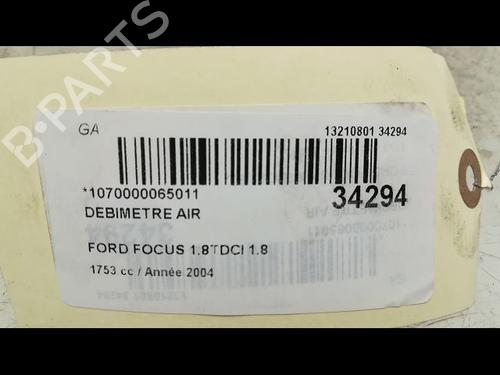 B-PARTS
GA
13210801 34294
*1070000065011
34294
DEBIMETRE AIR
FORD FOCUS 1.8TDCI 1.8
1753 cc / Année 2004